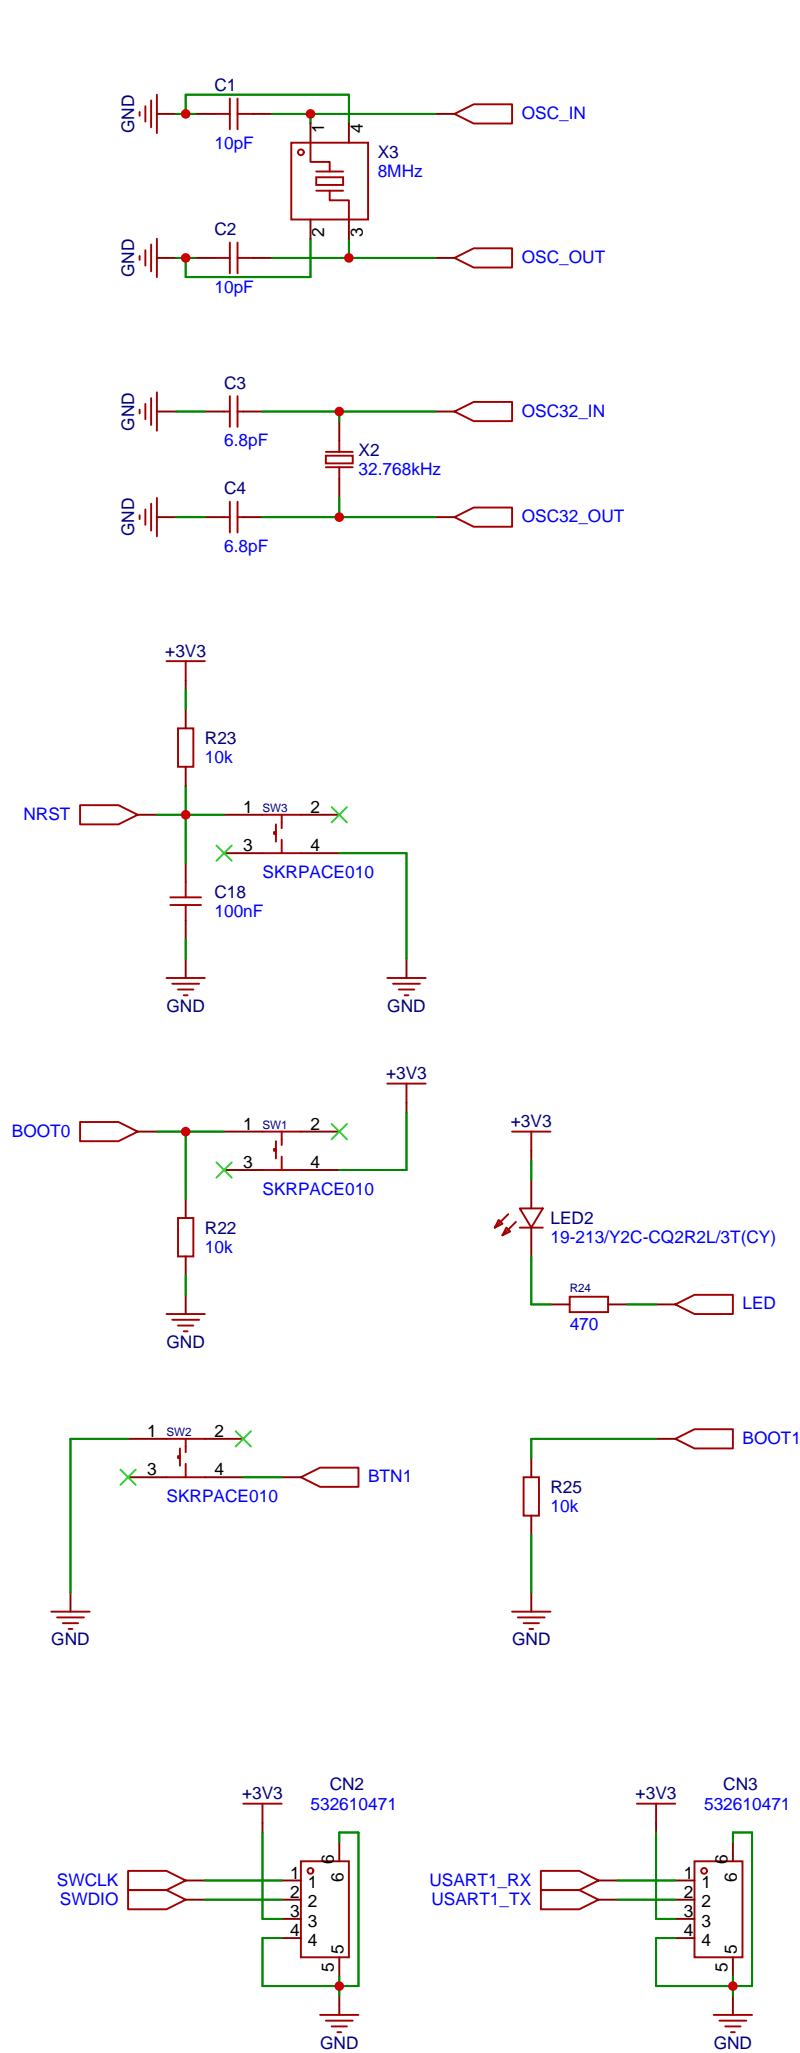 C1
GND
10pF
OSC_IN
1
4
X3
8MHz
2
3
C2
GND
10pF
OSC_OUT
C3
GND
6.8pF
OSC32_IN
X2
32.768kHz
C4
GND
6.8pF
OSC32_OUT
+3V3
R23
10k
NRST
1 SW3 2
3 4
SKRPACE010
C18
100nF
GND
GND
+3V3
BOOT0
1 SW1 2
3 4
SKRPACE010
R22
10k
GND
+3V3
LED2
19-213/Y2C-CQ2R2L/3T(CY)
R24
470
LED
1 SW2 2
3 4
SKRPACE010
BTN1
GND
BOOT1
R25
10k
GND
CN2
532610471
+3V3
SWCLK
SWDIO
1 1
2 2
3 3
4 4
6 6
5 5
GND
CN3
532610471
+3V3
USART1_RX
USART1_TX
1 1
2 2
3 3
4 4
6 6
5 5
GND